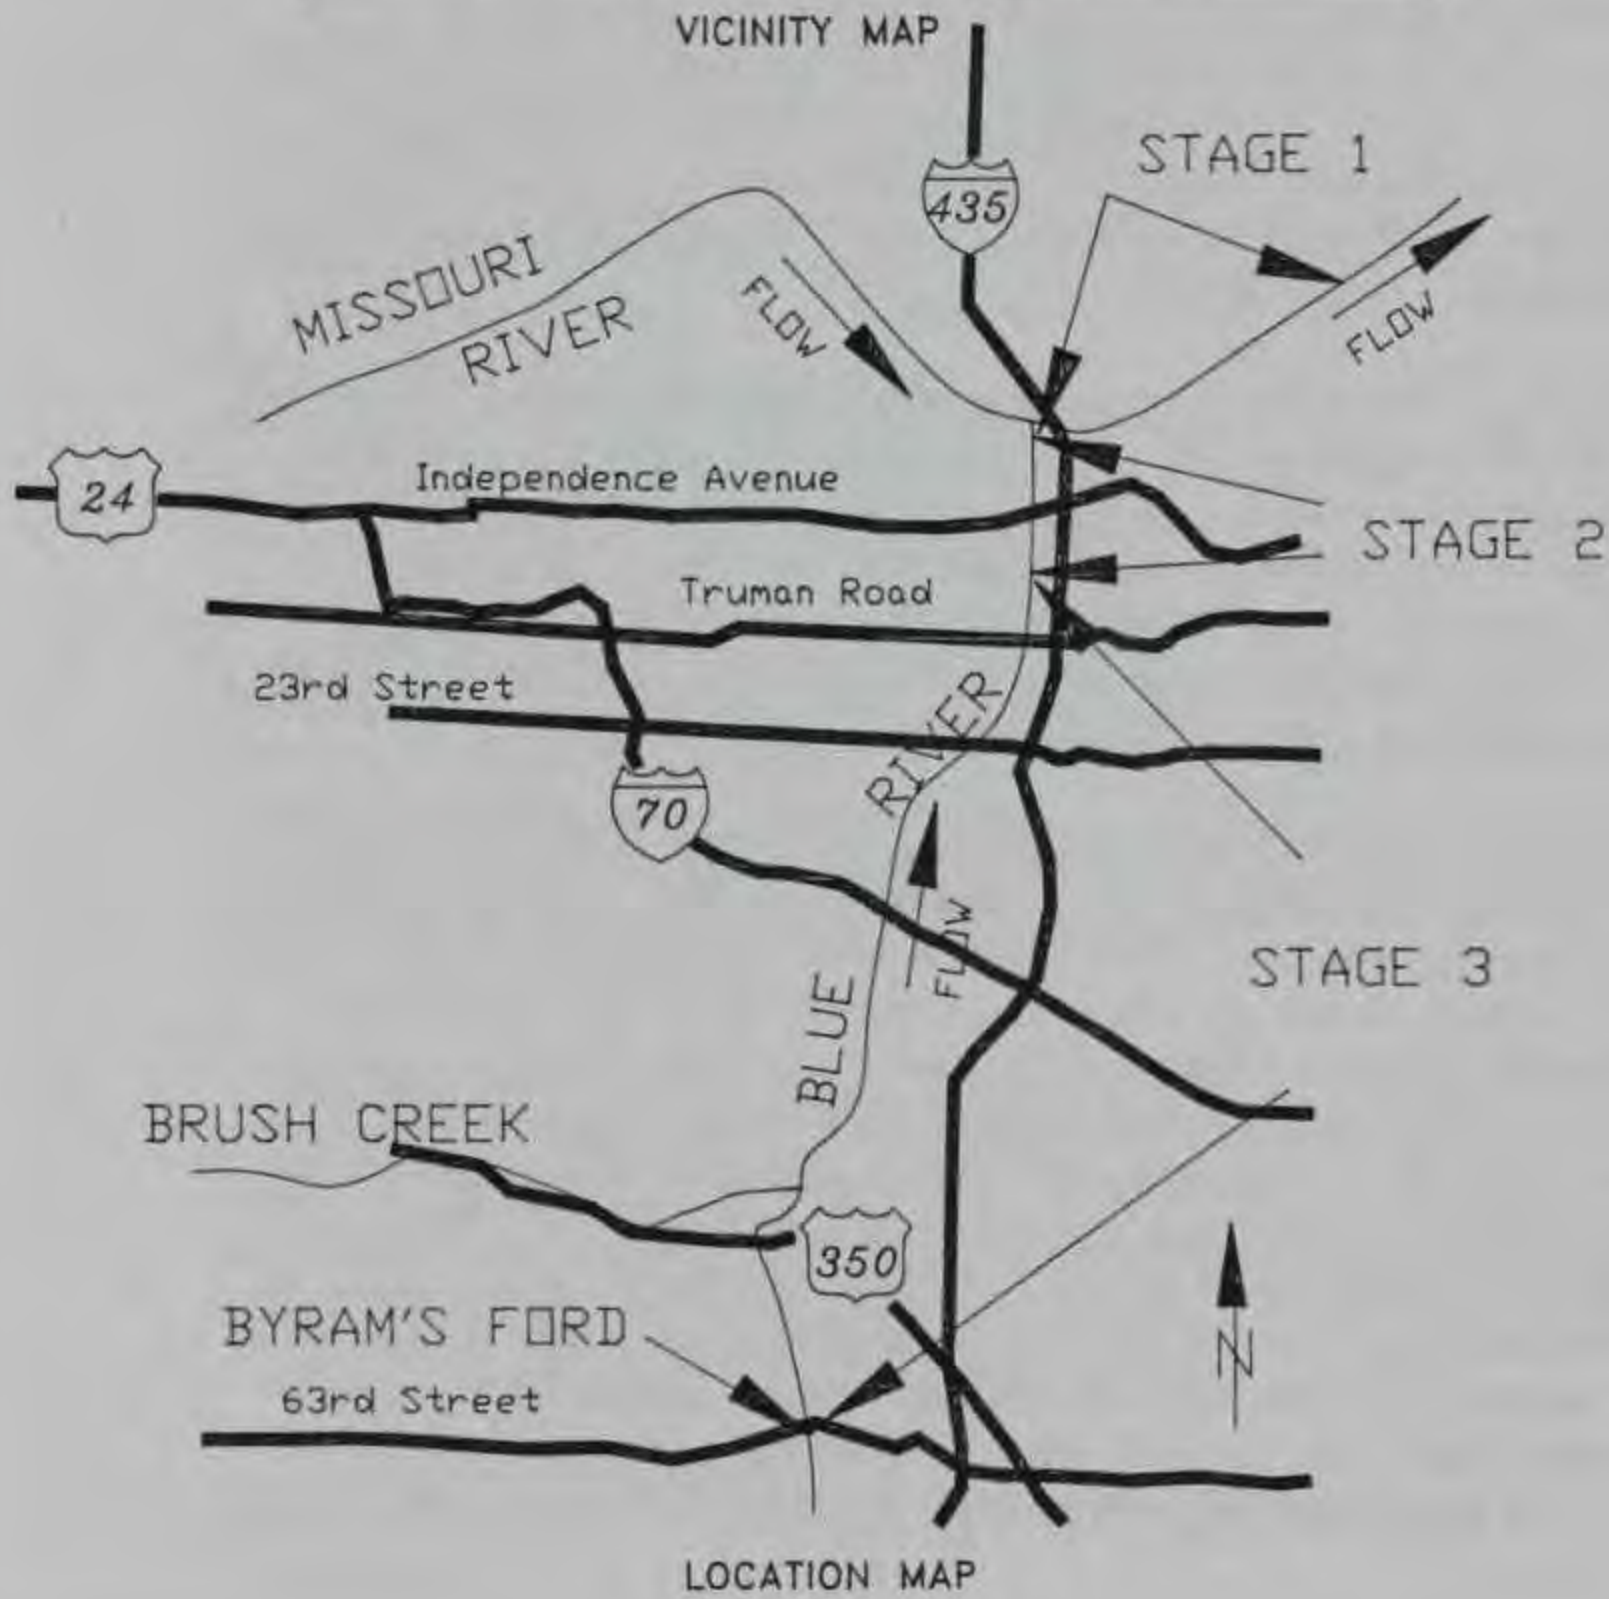 VICINITY MAP
STAGE 1
435
MISSOURI
RIVER
FLOW
FLOW
24
Independence Avenue
STAGE 2
Truman Road
23rd Street
RIVER
70
FLOW
STAGE 3
BLUE
BRUSH CREEK
350
BYRAM'S FORD
N
63rd Street
LOCATION MAP